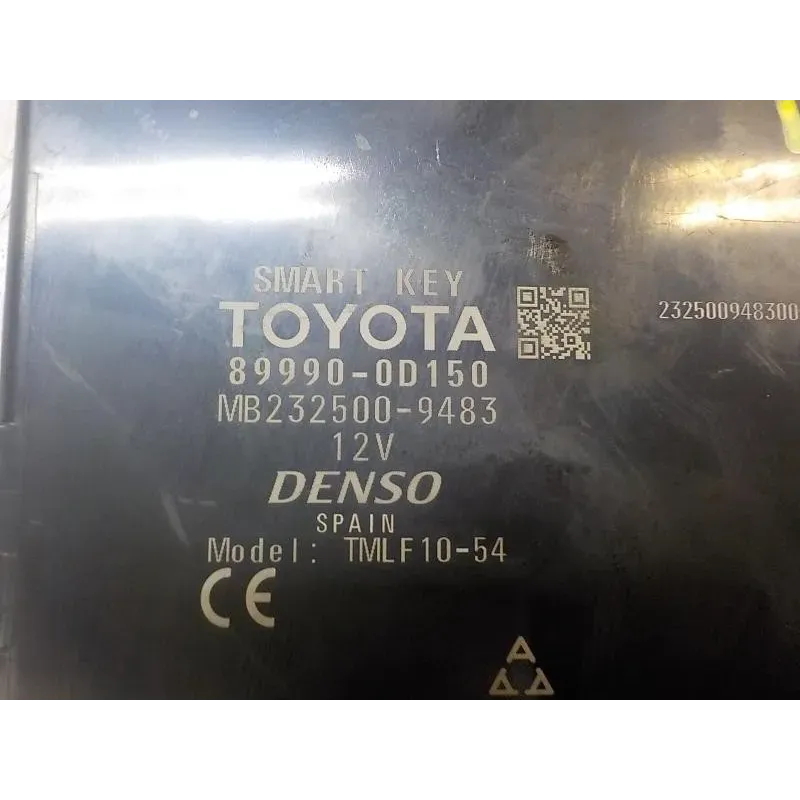 SMART KEY
TOYOTA
89990-0D150
MB232500-9483
12V
DENSO
SPAIN
Model: TMLF10-54
CE
232500948300